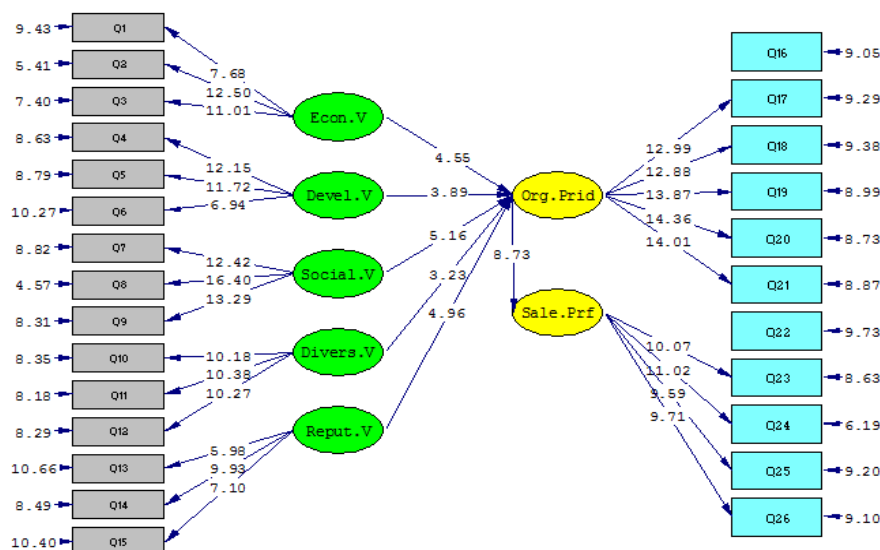 9.43 Q1
5.41 Q2
7.40 Q3
8.63 Q4
8.79 Q5
10.27 Q6
8.82 Q7
4.57 Q8
8.31 Q9
8.35 Q10
8.18 Q11
8.29 Q12
10.66 Q13
8.49 Q14
10.40 Q15
7.68
12.50
11.01
12.15
11.72
6.94
12.42
16.40
13.29
10.18
10.38
10.27
5.98
9.93
7.10
Econ.V
Devel.V
Social.V
Divers.V
Reput.V
4.55
3.89
5.16
3.23
4.96
Org.Prid
8.73
Sale.Prf
12.99
12.88
13.87
14.36
14.01
10.07
11.02
9.59
9.71
Q16 9.05
Q17 9.29
Q18 9.38
Q19 8.99
Q20 8.73
Q21 8.87
Q22 9.73
Q23 8.63
Q24 6.19
Q25 9.20
Q26 9.10